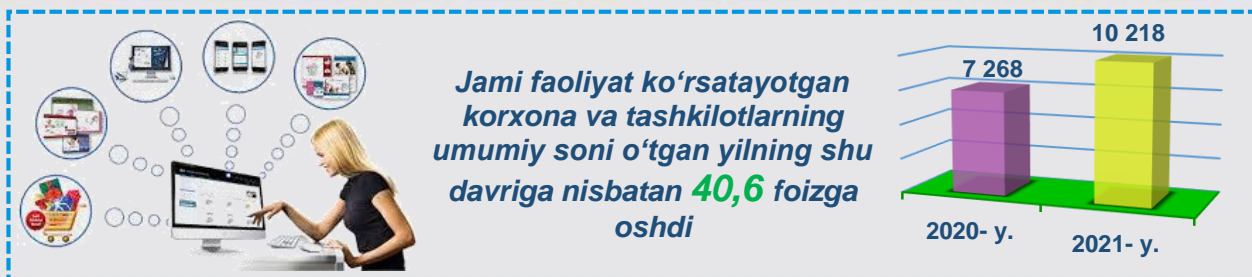 Jami faoliyat ko‘rsatayotgan
korxona va tashkilotlarning
umumiy soni o‘tgan yilning shu
davriga nisbatan 40,6 foizga
oshdi
10 218
7 268
2020- y.
2021- y.